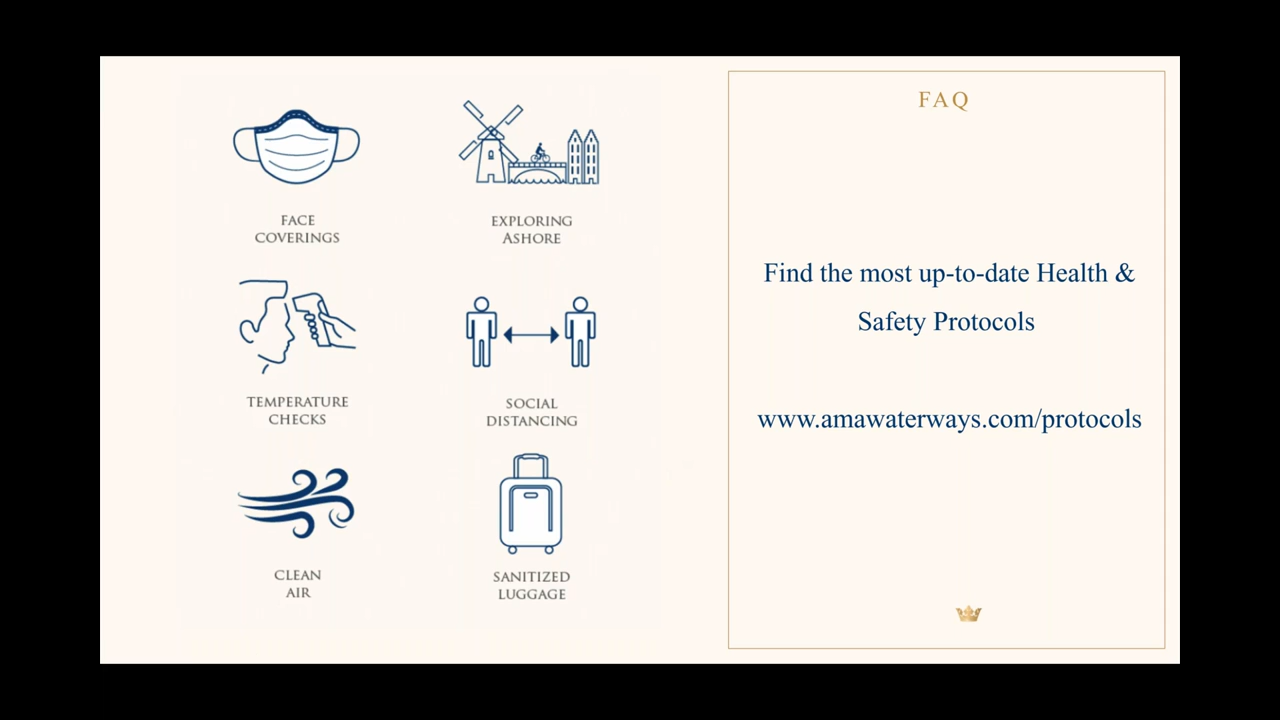 FACE
COVERINGS
EXPLORING
ASHORE
TEMPERATURE
CHECKS
SOCIAL
DISTANCING
CLEAN
AIR
SANITIZED
LUGGAGE
FAQ
Find the most up-to-date Health &
Safety Protocols
www.amawaterways.com/protocols